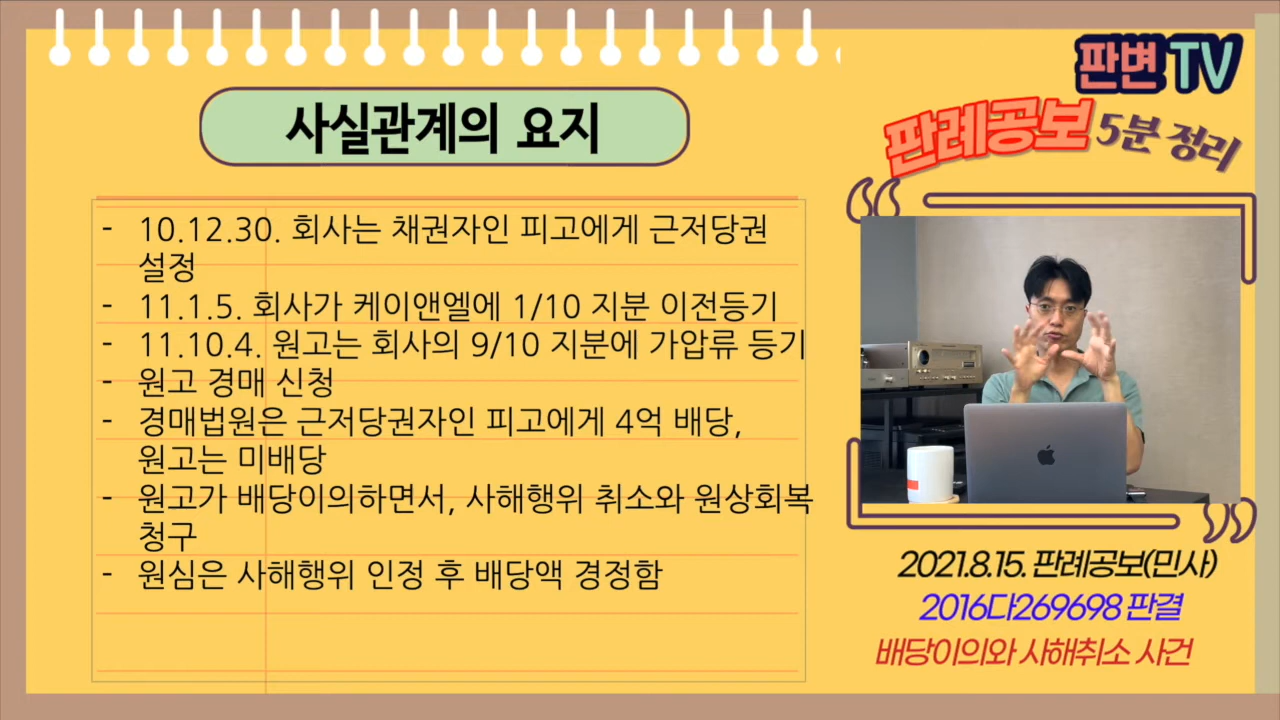 사실관계의 요지
- 10.12.30. 회사는 채권자인 피고에게 근저당권
설정
- 11.1.5. 회사가 케이앤엘에 1/10 지분 이전등기
- 11.10.4. 원고는 회사의 9/10 지분에 가압류 등기
- 원고 경매 신청
- 경매법원은 근저당권자인 피고에게 4억 배당,
원고는 미배당
- 원고가 배당이의하면서, 사해행위 취소와 원상회복
청구
- 원심은 사해행위 인정 후 배당액 경정함
판변 TV
판례공보 5분 정리
2021.8.15. 판례공보(민사)
2016다269698 판결
배당이의와 사해취소 사건